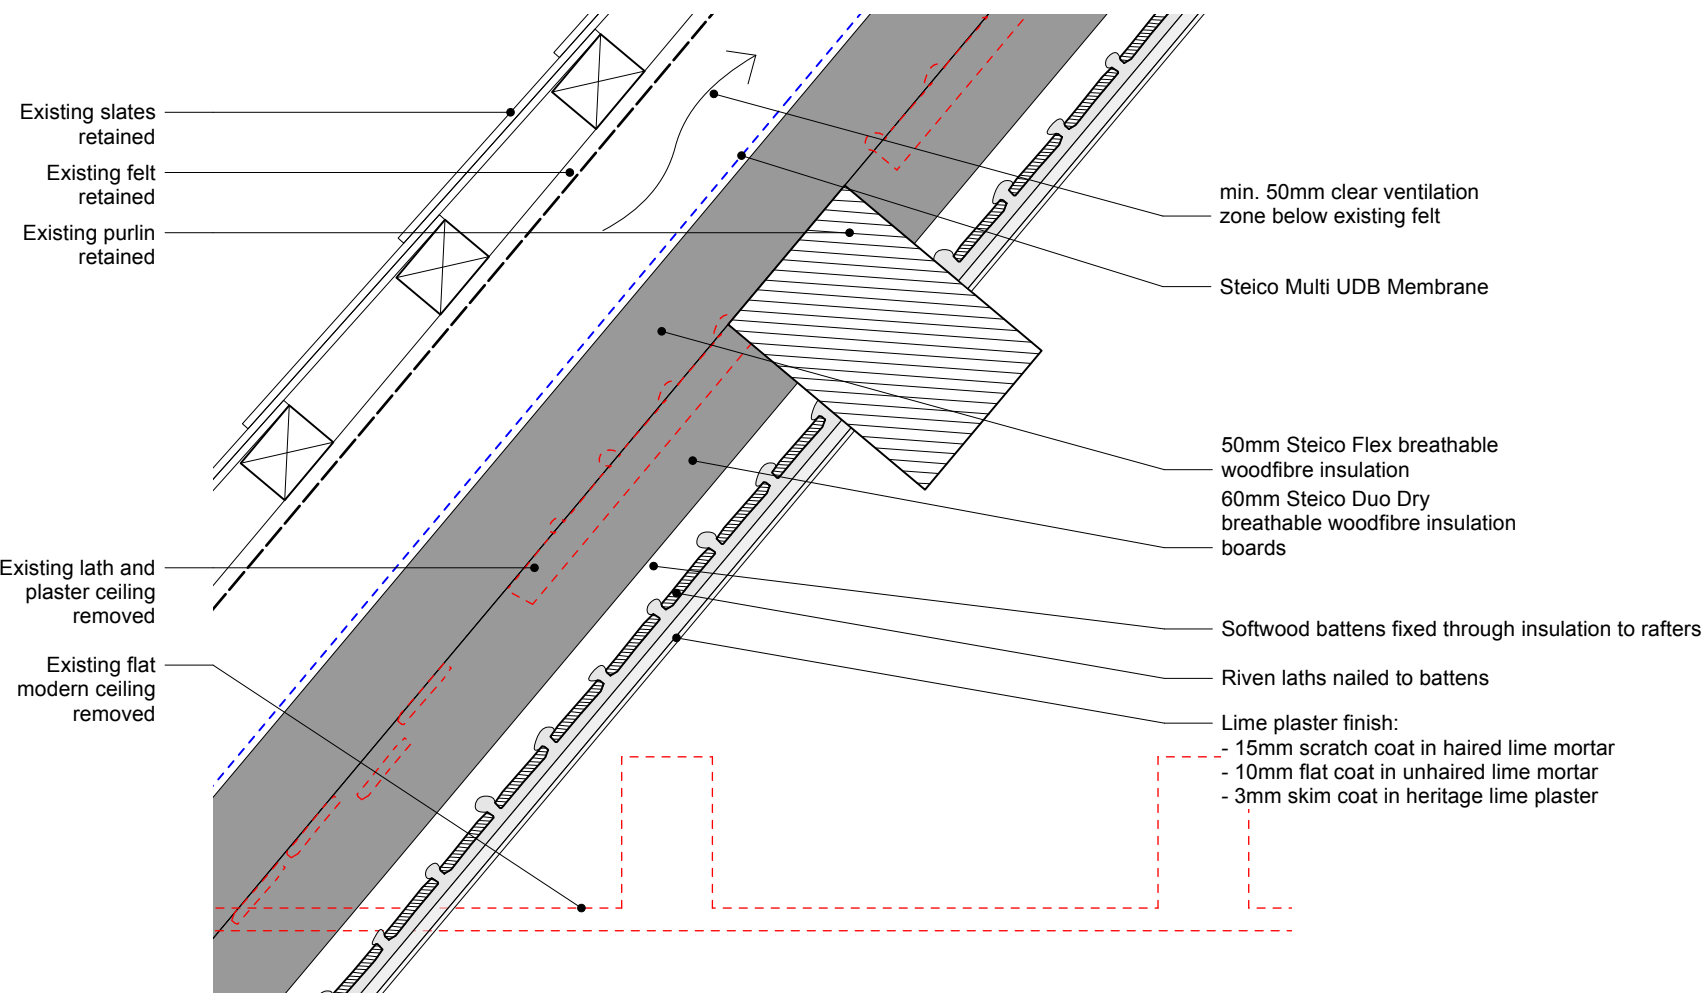 Existing slates
retained
Existing felt
retained
Existing purlin
retained
Existing lath and
plaster ceiling
removed
Existing flat
modern ceiling
removed
min. 50mm clear ventilation
zone below existing felt
Steico Multi UDB Membrane
50mm Steico Flex breathable
woodfibre insulation
60mm Steico Duo Dry
breathable woodfibre insulation
boards
Softwood battens fixed through insulation to rafters
Riven laths nailed to battens
Lime plaster finish:
- 15mm scratch coat in haired lime mortar
- 10mm flat coat in unhaired lime mortar
- 3mm skim coat in heritage lime plaster